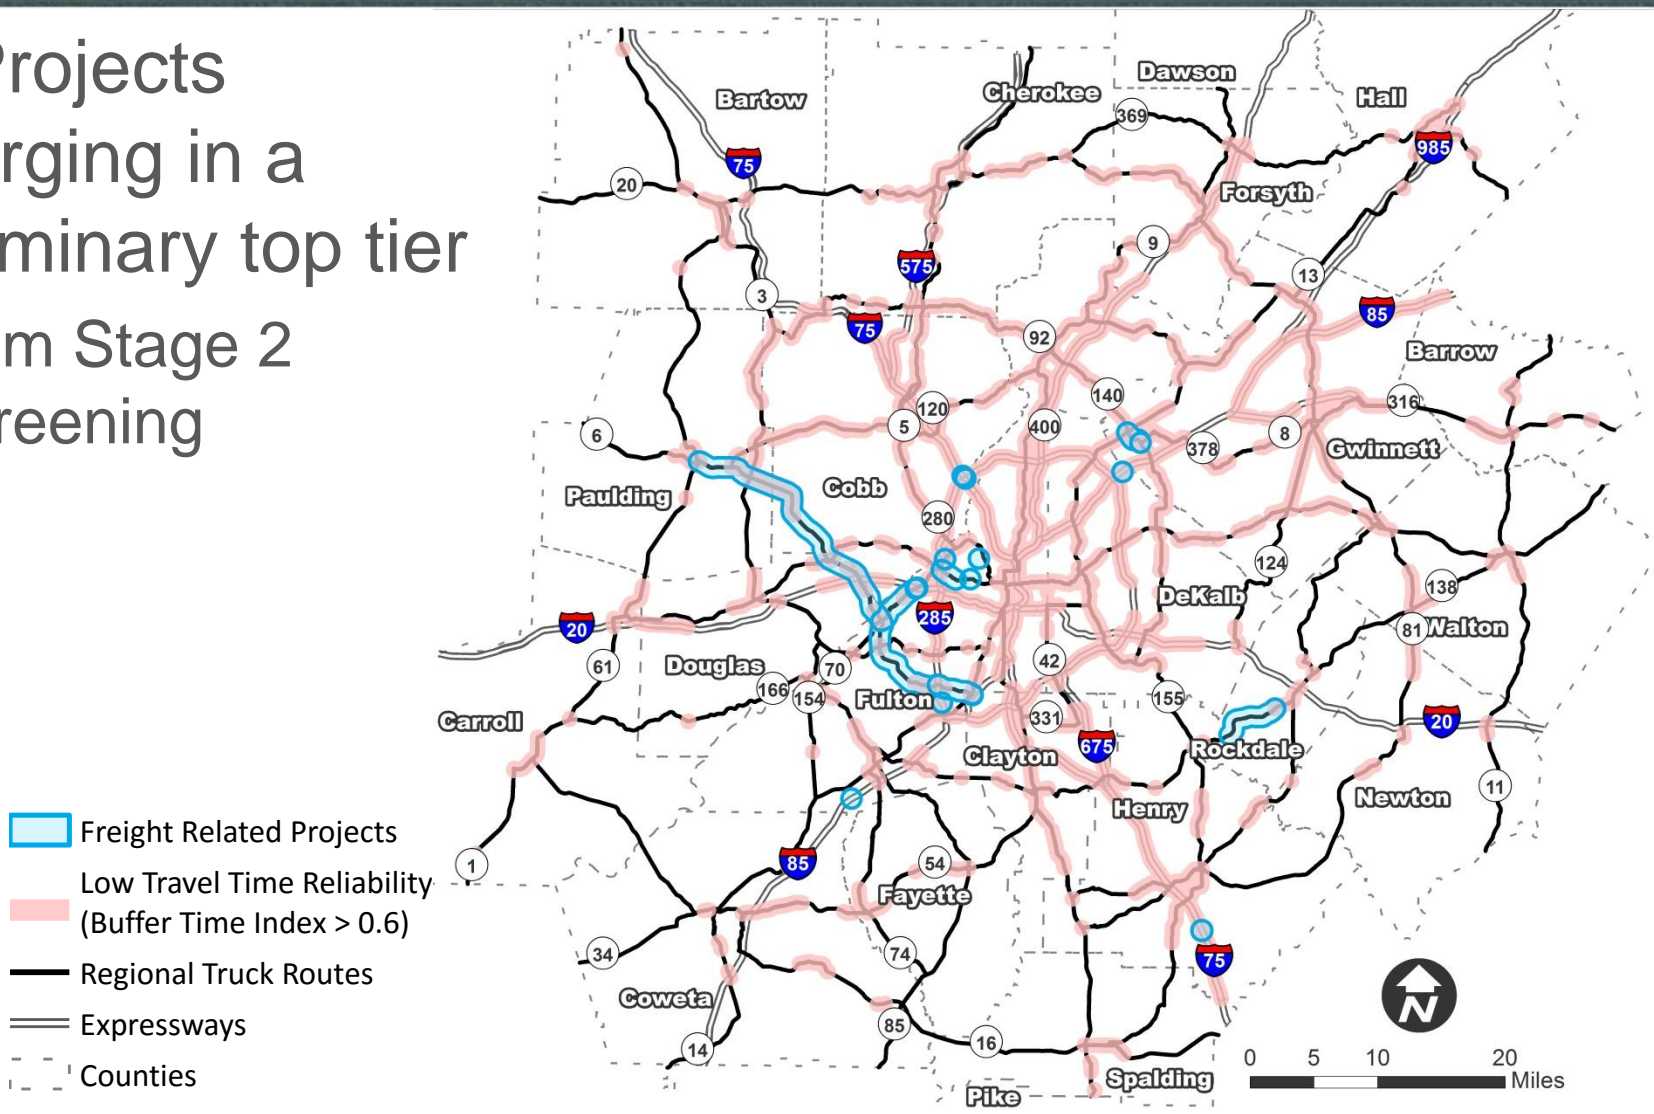 Projects
rging in a
minary top tier
m Stage 2
reening
Dawson
Hall
Cherokee
Bartow
369
985
75
20
Forsyth
9
575
13
3
85
75
92
Barrow
140
316
120
5
400
6
8
378
Gwinnett
Cobb
Paulding
280
124
138
DeKalb
285
20
81
Walton
42
61
Douglas
70
166
154
Fulton
155
331
Carroll
20
675
Rockdale
Clayton
11
Newton
Henry
85
54
1
Fayette
34
74
75
Coweta
85
16
14
Spalding
Pike
N
0 5 10 20
Miles
Freight Related Projects
Low Travel Time Reliability
(Buffer Time Index > 0.6)
Regional Truck Routes
Expressways
Counties